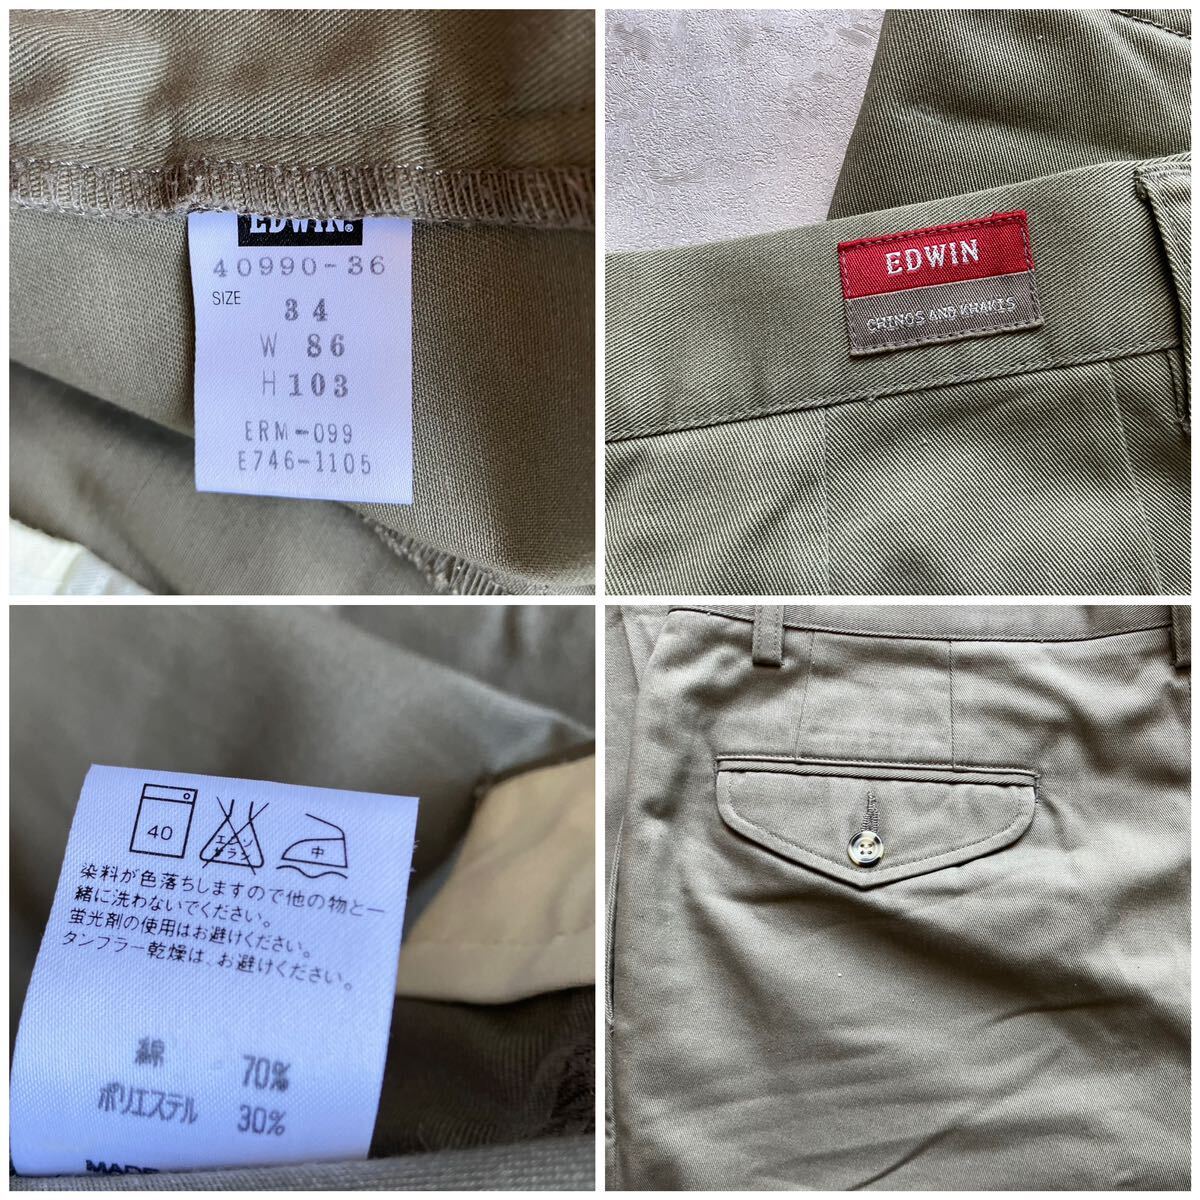 EDWIN®
40990-36
SIZE 34
W 86
H 103
ERM-099
E746-1105
EDWIN
CHINOS AND KHAKIS
40 エンソ サラシ 中
染料が色落ちしますので他の物と一
緒に洗わないでください。
蛍光剤の使用はお避けください。
タンブラー乾燥は、お避けください。
綿 70%
ポリエステル 30%
MADE